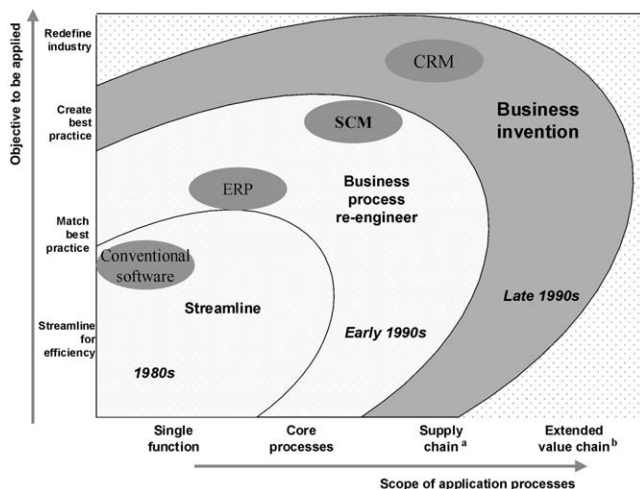 Objective to be applied
Redefine
industry
Create
best
practice
Match
best
practice
Streamline
for
efficiency
CRM
Business
invention
SCM
Business
process
re-engineer
ERP
Conventional
software
Streamline
Late 1990s
Early 1990s
1980s
Single
function
Core
processes
Supply
chain a
Extended
value chain b
Scope of application processes